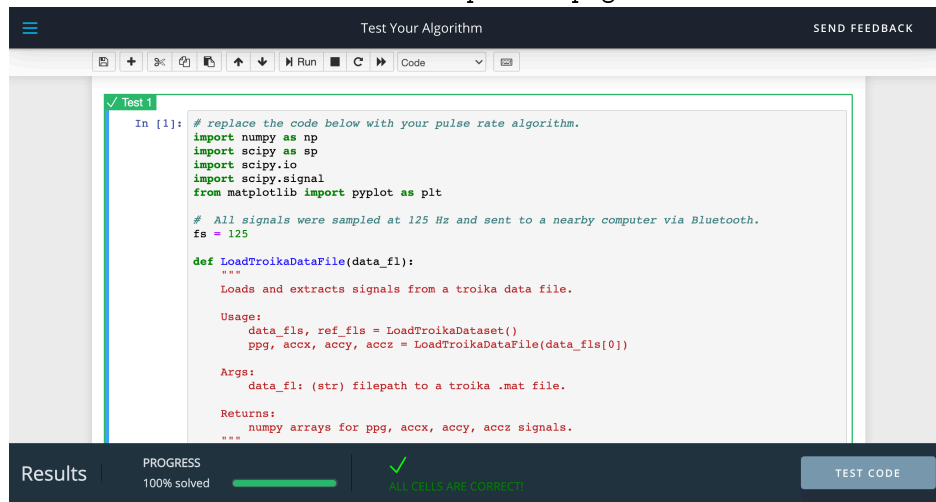 Test Your Algorithm
SEND FEEDBACK
Run
Code
Test 1
In [1]: # replace the code below with your pulse rate algorithm.
import numpy as np
import scipy as sp
import scipy.io
import scipy.signal
from matplotlib import pyplot as plt
# All signals were sampled at 125 Hz and sent to a nearby computer via Bluetooth.
fs = 125
def LoadTroikaDataFile(data_fl):
"""
Loads and extracts signals from a troika data file.
Usage:
data_fls, ref_fls = LoadTroikaDataset()
ppg, accx, accy, accz = LoadTroikaDataFile(data_fls[0])
Args:
data_fl: (str) filepath to a troika .mat file.
Returns:
numpy arrays for ppg, accx, accy, accz signals.
"""
Results
PROGRESS
100% solved
ALL CELLS ARE CORRECT!
TEST CODE